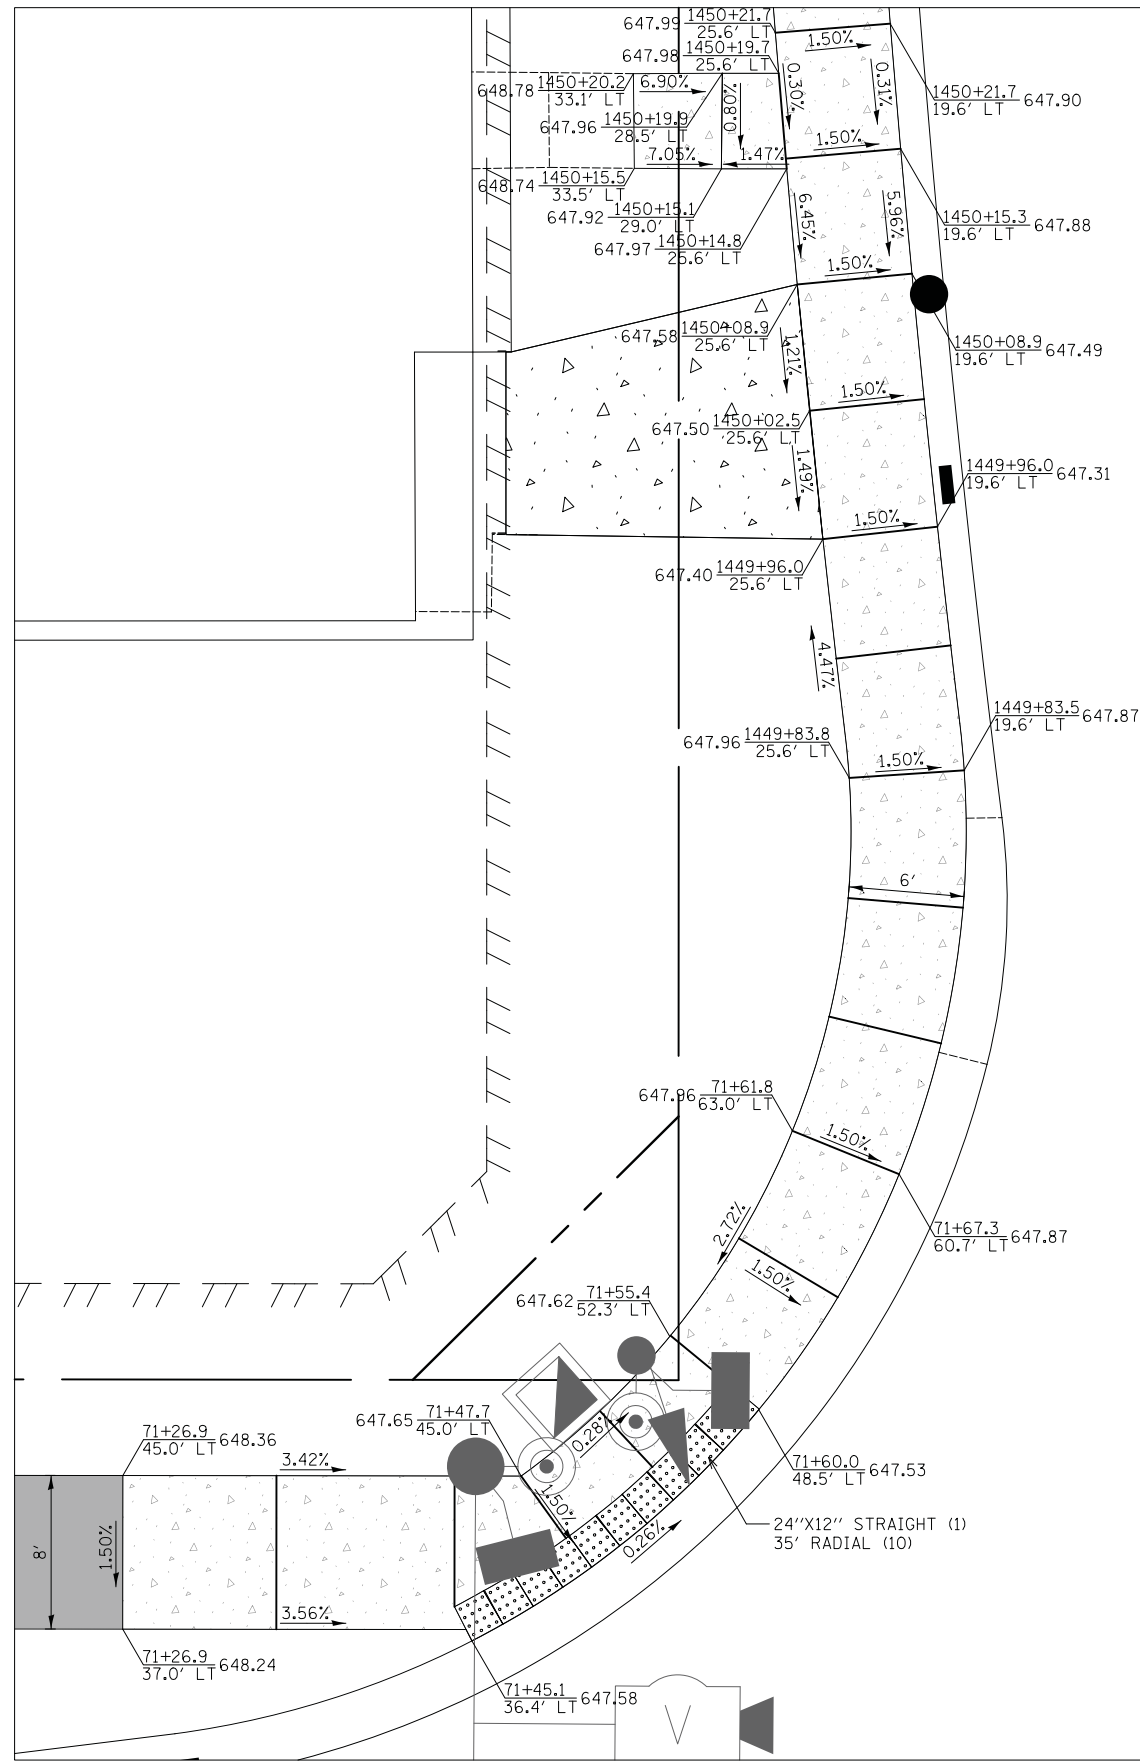 647.99 1450+21.7
25.6' LT
1.50%
647.98 1450+19.7
25.6' LT
0.30%
0.31%
648.78 1450+20.2
33.1' LT
6.90%
0.80%
1450+21.7 647.90
19.6' LT
647.96 1450+19.9
28.5' LT
1.50%
7.05%
1.47%
648.74 1450+15.5
33.5' LT
647.92 1450+15.1
29.0' LT
6.45%
5.96%
1450+15.3 647.88
19.6' LT
647.97 1450+14.8
25.6' LT
1.50%
647.58 1450+08.9
25.6' LT
1.21%
1450+08.9 647.49
19.6' LT
1.50%
647.50 1450+02.5
25.6' LT
1.49%
1449+96.0 647.31
19.6' LT
1.50%
647.40 1449+96.0
25.6' LT
4.47%
1449+83.5 647.87
19.6' LT
647.96 1449+83.8
25.6' LT
1.50%
6'
647.96 71+61.8
63.0' LT
1.50%
2.72%
71+67.3 647.87
60.7' LT
1.50%
647.62 71+55.4
52.3' LT
647.65 71+47.7
45.0' LT
0.28%
71+26.9 648.36
45.0' LT
3.42%
71+60.0 647.53
48.5' LT
1.50%
0.26%
24"X12" STRAIGHT (1)
35' RADIAL (10)
8'
1.50%
3.56%
71+26.9 648.24
37.0' LT
71+45.1 647.58
36.4' LT